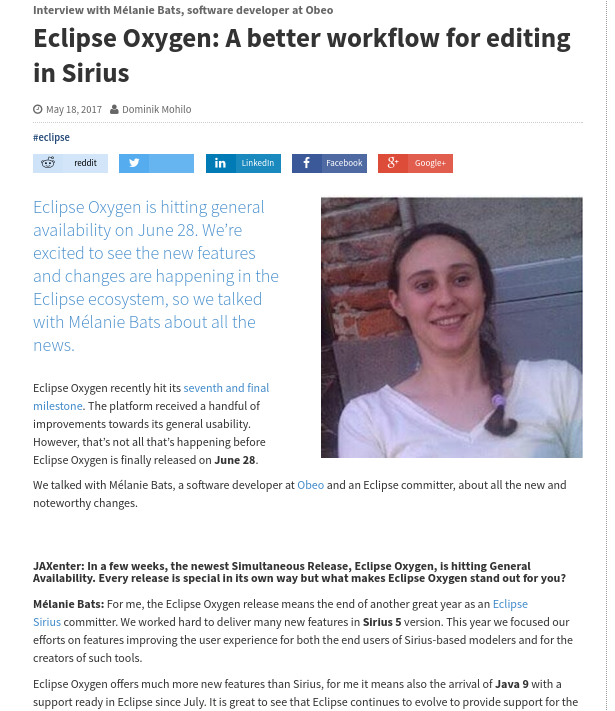 Interview with Mélanie Bats, software developer at Obeo
Eclipse Oxygen: A better workflow for editing
in Sirius
May 18, 2017 Dominik Mohilo
#eclipse
reddit LinkedIn Facebook Google+
Eclipse Oxygen is hitting general
availability on June 28. We’re
excited to see the new features
and changes are happening in the
Eclipse ecosystem, so we talked
with Mélanie Bats about all the
news.
Eclipse Oxygen recently hit its seventh and final
milestone. The platform received a handful of
improvements towards its general usability.
However, that’s not all that’s happening before
Eclipse Oxygen is finally released on June 28.
We talked with Mélanie Bats, a software developer at Obeo and an Eclipse committer, about all the new and
noteworthy changes.
JAXenter: In a few weeks, the newest Simultaneous Release, Eclipse Oxygen, is hitting General
Availability. Every release is special in its own way but what makes Eclipse Oxygen stand out for you?
Mélanie Bats: For me, the Eclipse Oxygen release means the end of another great year as an Eclipse
Sirius committer. We worked hard to deliver many new features in Sirius 5 version. This year we focused our
efforts on features improving the user experience for both the end users of Sirius-based modelers and for the
creators of such tools.
Eclipse Oxygen offers much more new features than Sirius, for me it means also the arrival of Java 9 with a
support ready in Eclipse since July. It is great to see that Eclipse continues to evolve to provide support for the